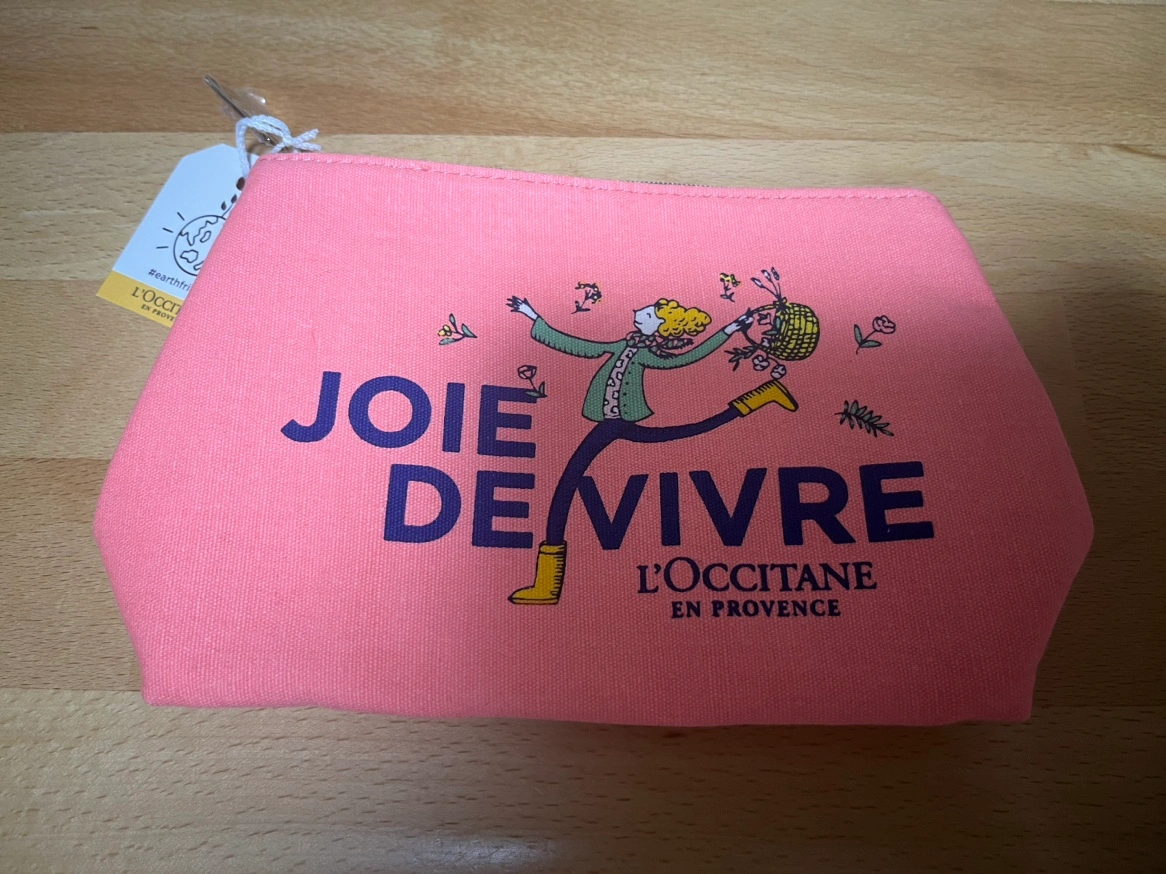 JOIE
DE VIVRE
L'OCCITANE
EN PROVENCE